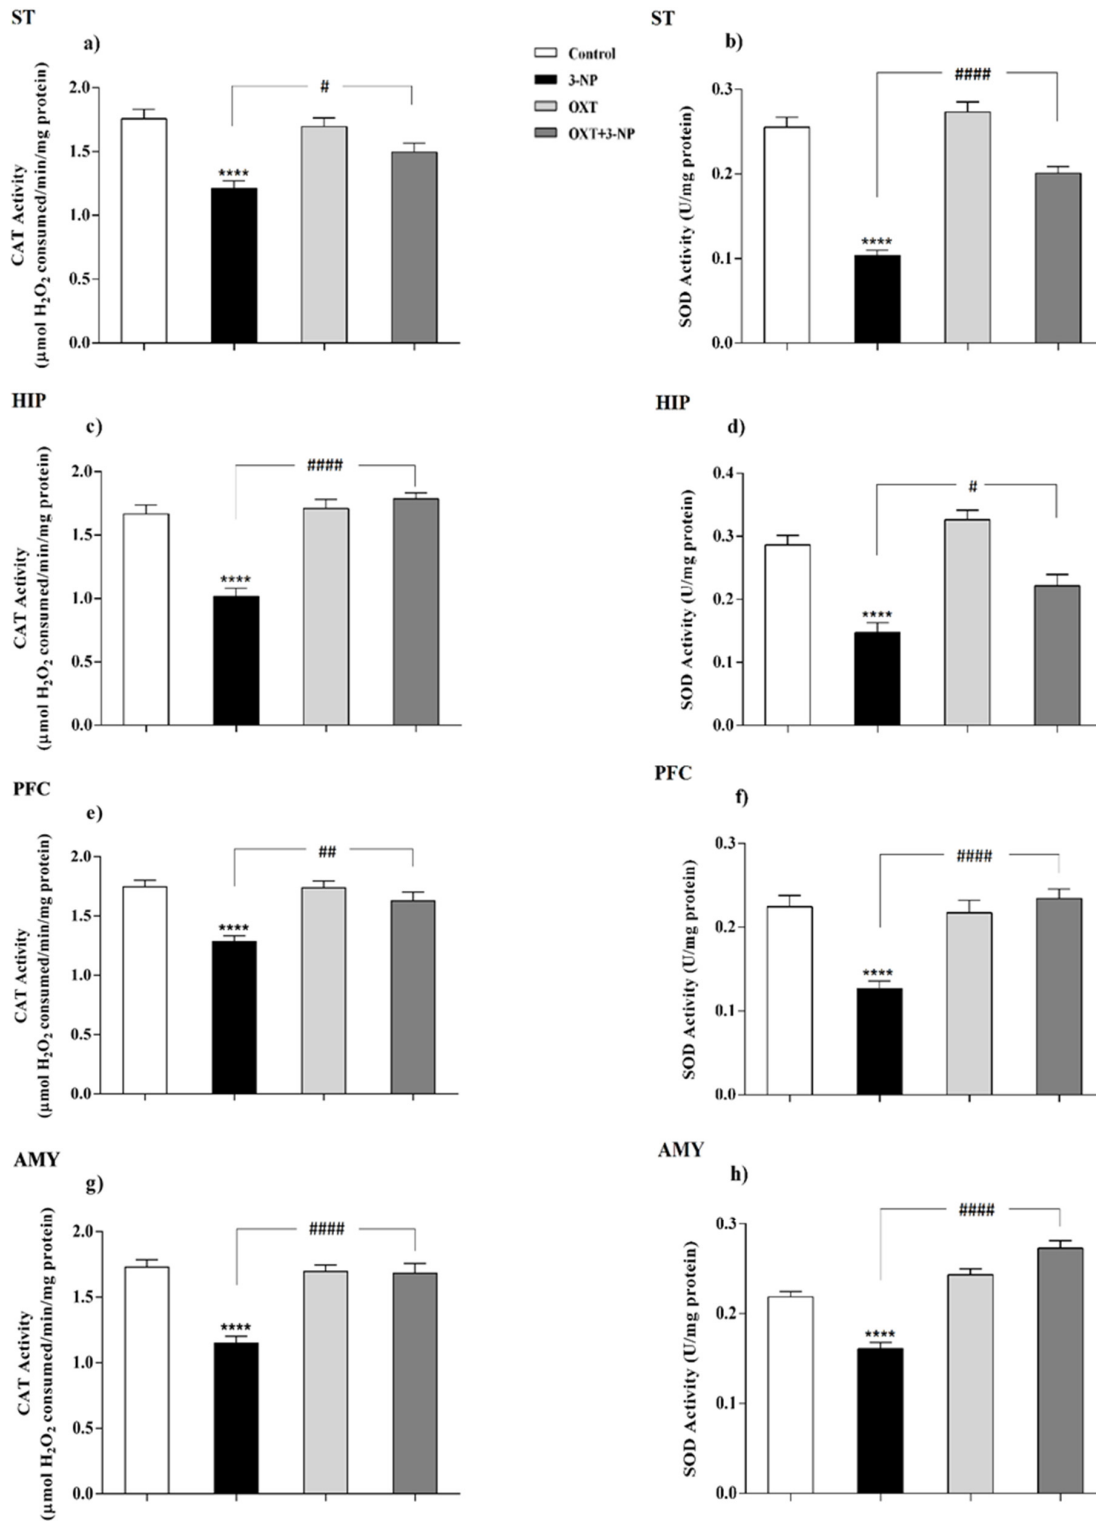 ST
a)
Control
3-NP
OXT
OXT+3-NP
CAT Activity
(µmol H₂O₂ consumed/min/mg protein)
2.0
1.5
1.0
0.5
0.0
****
#
ST
b)
SOD Activity (U/mg protein)
0.3
0.2
0.1
0.0
****
####
HIP
c)
CAT Activity
(µmol H₂O₂ consumed/min/mg protein)
2.0
1.5
1.0
0.5
0.0
****
####
HIP
d)
SOD Activity (U/mg protein)
0.4
0.3
0.2
0.1
0.0
****
#
PFC
e)
CAT Activity
(µmol H₂O₂ consumed/min/mg protein)
2.0
1.5
1.0
0.5
0.0
****
##
PFC
f)
SOD Activity (U/mg protein)
0.3
0.2
0.1
0.0
****
####
AMY
g)
CAT Activity
(µmol H₂O₂ consumed/min/mg protein)
2.0
1.5
1.0
0.5
0.0
****
####
AMY
h)
SOD Activity (U/mg protein)
0.3
0.2
0.1
0.0
****
####